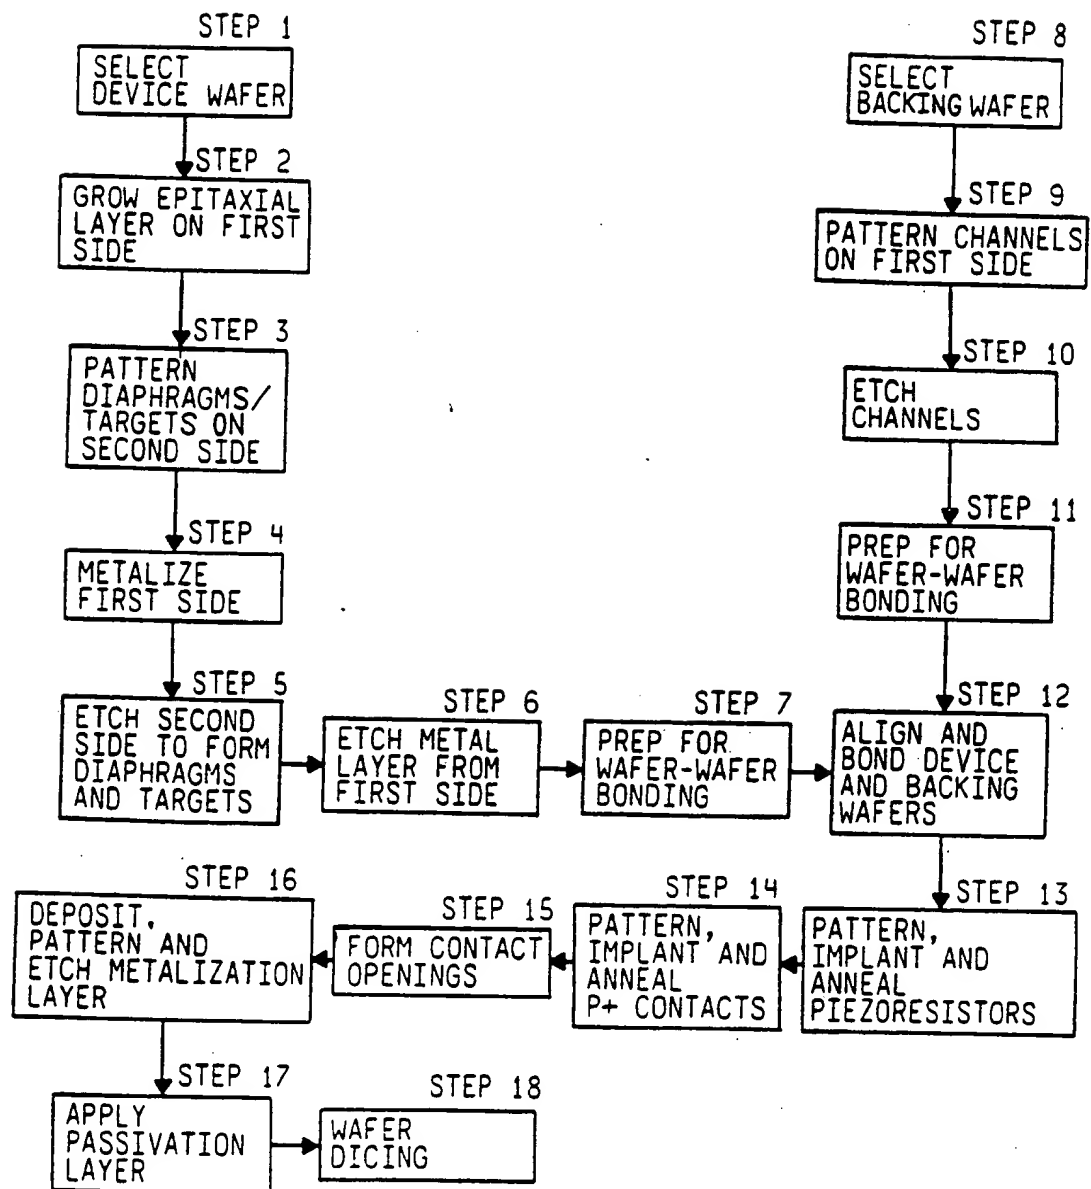 STEP 1
SELECT
DEVICE WAFER
STEP 2
GROW EPITAXIAL
LAYER ON FIRST
SIDE
STEP 3
PATTERN
DIAPHRAGMS/
TARGETS ON
SECOND SIDE
STEP 4
METALIZE
FIRST SIDE
STEP 5
ETCH SECOND
SIDE TO FORM
DIAPHRAGMS
AND TARGETS
STEP 6
ETCH METAL
LAYER FROM
FIRST SIDE
STEP 7
PREP FOR
WAFER-WAFER
BONDING
STEP 8
SELECT
BACKING WAFER
STEP 9
PATTERN CHANNELS
ON FIRST SIDE
STEP 10
ETCH
CHANNELS
STEP 11
PREP FOR
WAFER-WAFER
BONDING
STEP 12
ALIGN AND
BOND DEVICE
AND BACKING
WAFERS
STEP 13
PATTERN,
IMPLANT AND
ANNEAL
PIEZORESISTORS
STEP 14
PATTERN,
IMPLANT AND
ANNEAL
P+ CONTACTS
STEP 15
FORM CONTACT
OPENINGS
STEP 16
DEPOSIT,
PATTERN AND
ETCH METALIZATION
LAYER
STEP 17
APPLY
PASSIVATION
LAYER
STEP 18
WAFER
DICING